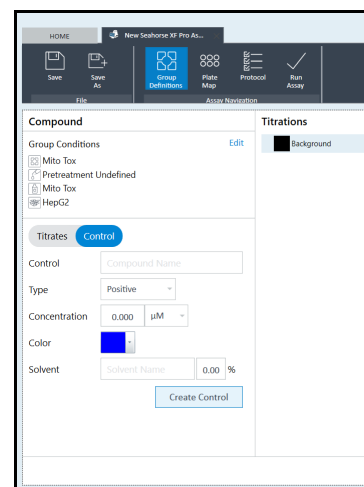 HOME
New Seahorse XF Pro As...
Save
Save As
Group Definitions
Plate Map
Protocol
Run Assay
File
Assay Navigation
Compound
Titrations
Group Conditions
Edit
Background
Mito Tox
Pretreatment Undefined
Mito Tox
HepG2
Titrates Control
Control Compound Name
Type Positive
Concentration 0.000 µM
Color
Solvent Solvent Name 0.00 %
Create Control